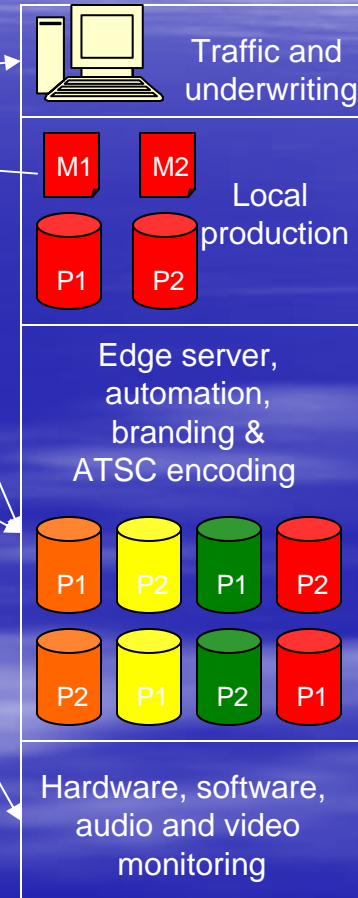 Traffic and
underwriting
M1 M2
Local
production
P1 P2
Edge server,
automation,
branding &
ATSC encoding
P1 P2 P1 P2
P2 P1 P2 P1
Hardware, software,
audio and video
monitoring